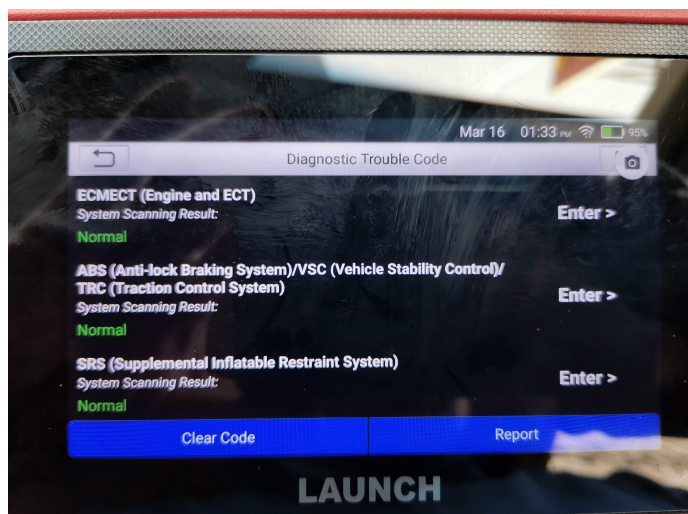 Mar 16 01:33 PM 95%
Diagnostic Trouble Code
ECMECT (Engine and ECT)
System Scanning Result:
Enter >
Normal
ABS (Anti-lock Braking System)/VSC (Vehicle Stability Control)/
TRC (Traction Control System)
System Scanning Result:
Enter >
Normal
SRS (Supplemental Inflatable Restraint System)
System Scanning Result:
Enter >
Normal
Clear Code
Report
LAUNCH